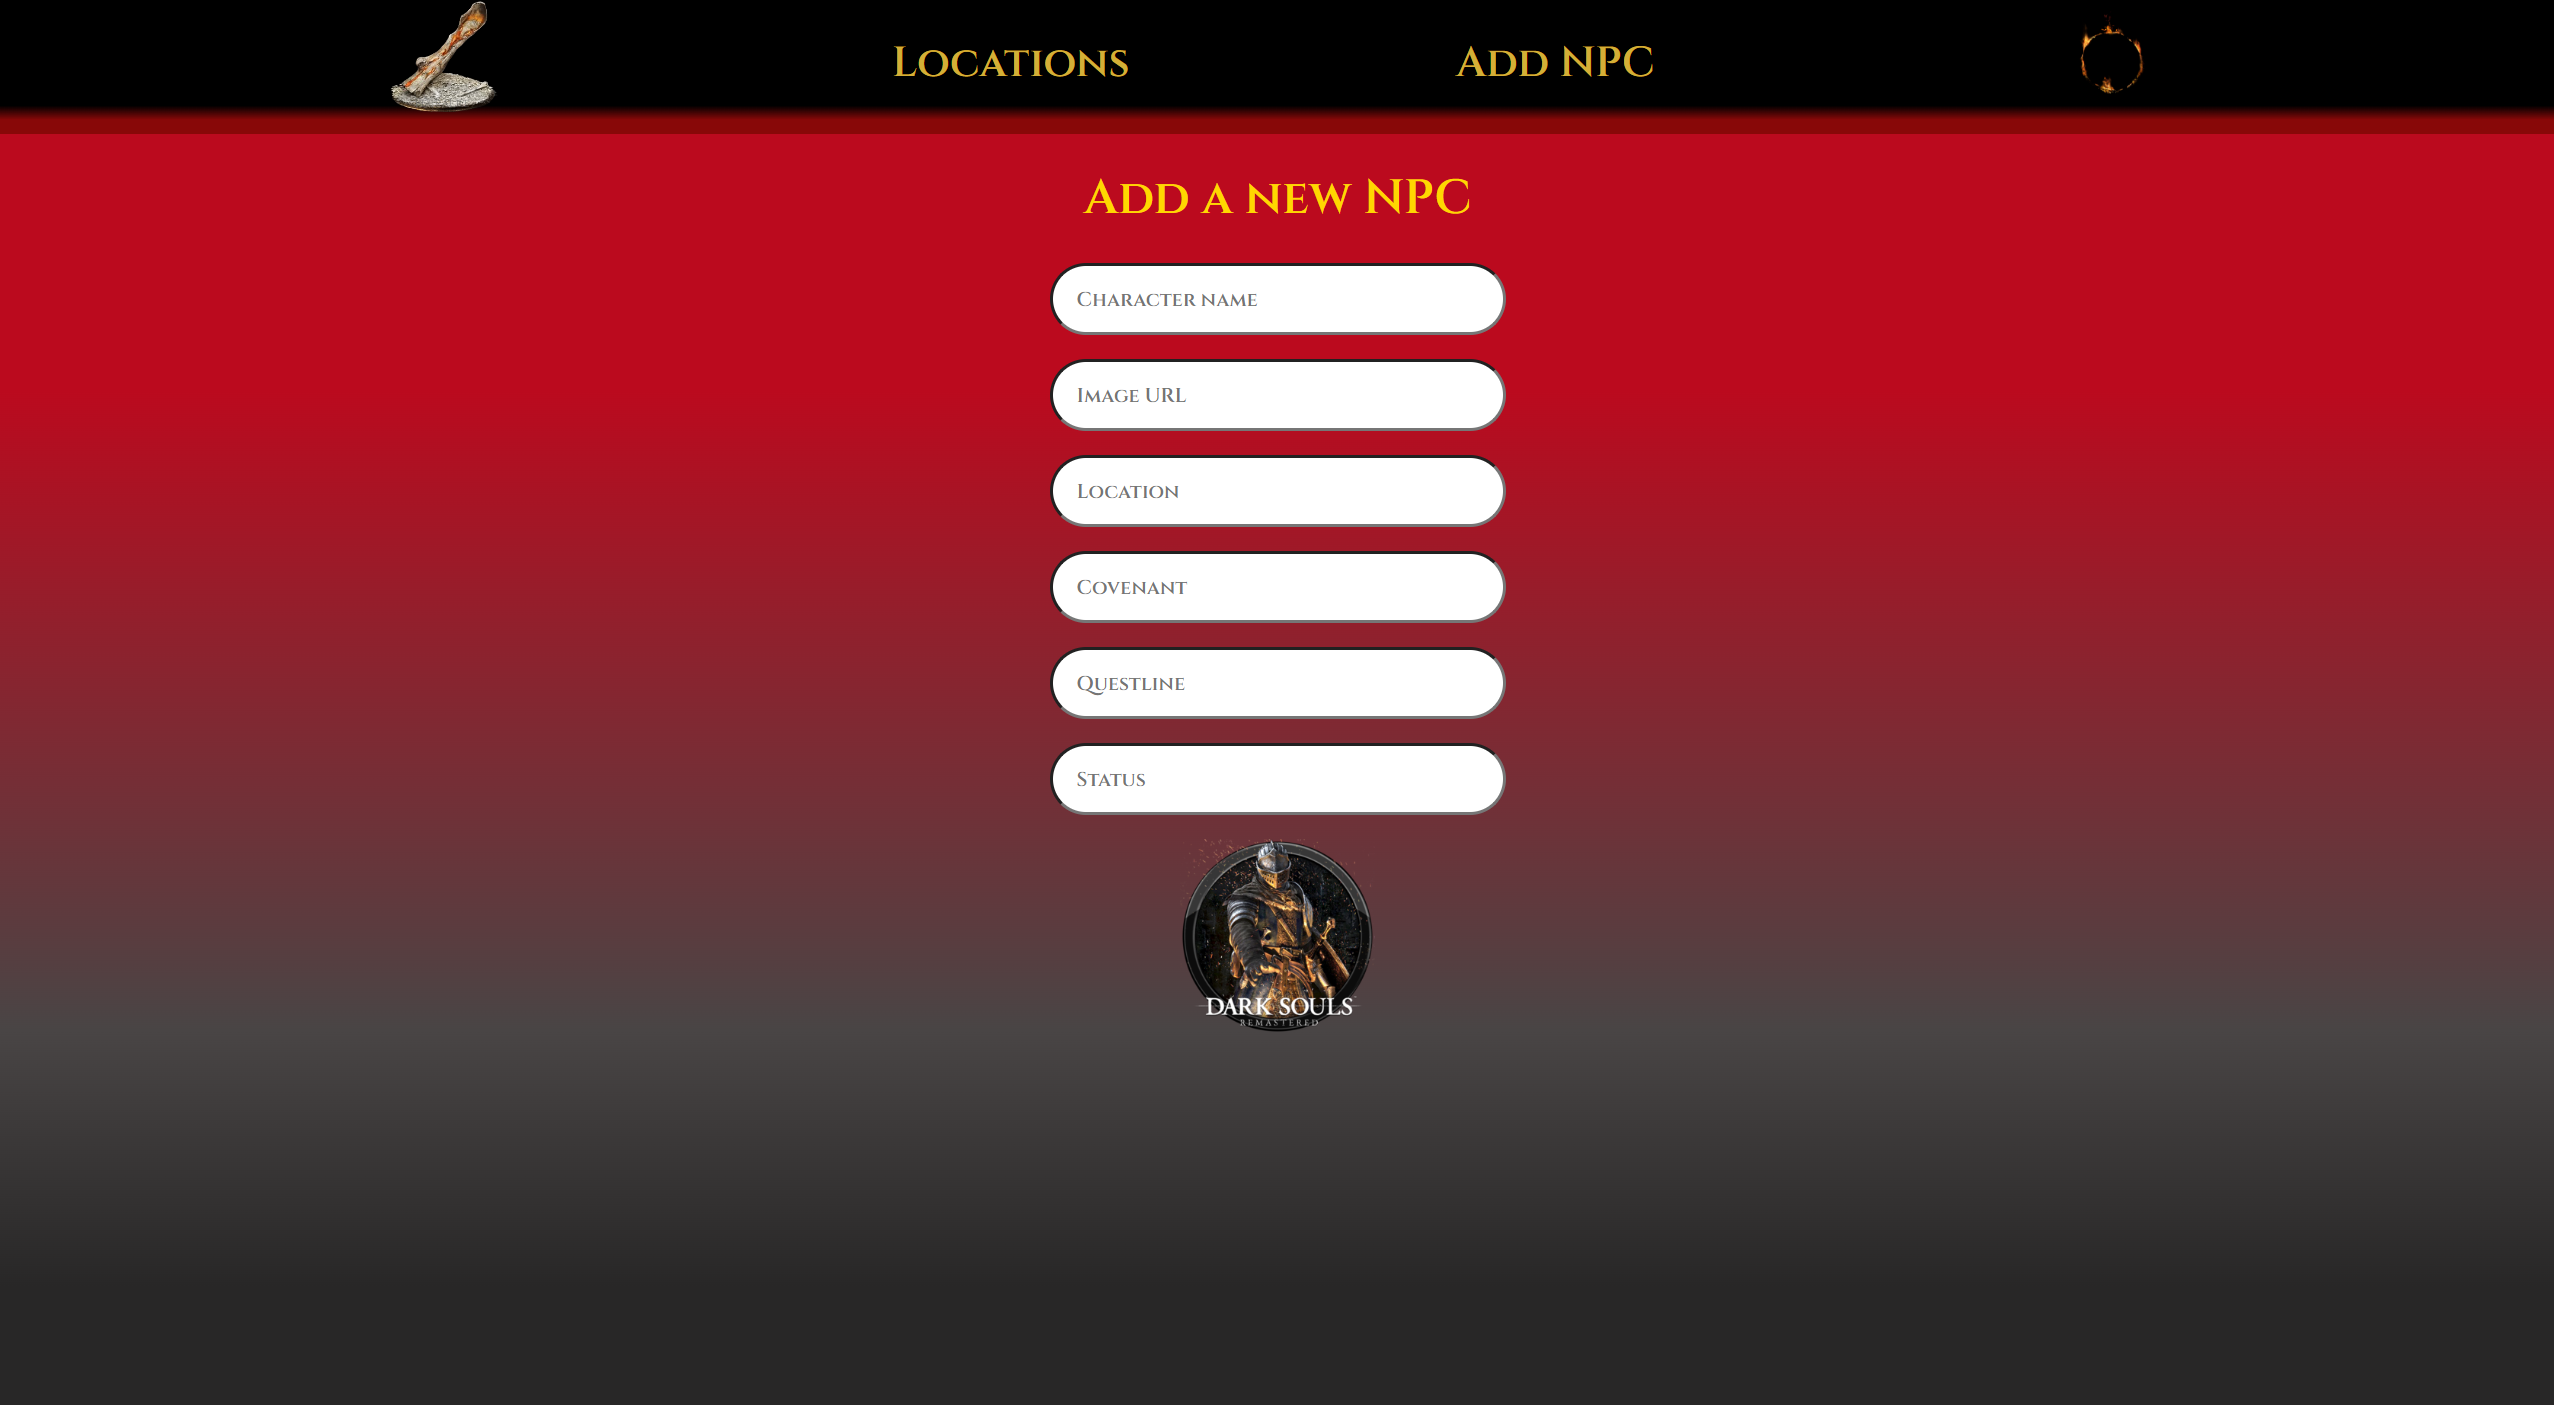 Locations
Add NPC
Add a new NPC
Character name
Image URL
Location
Covenant
Questline
Status
DARK SOULS
REMASTERED